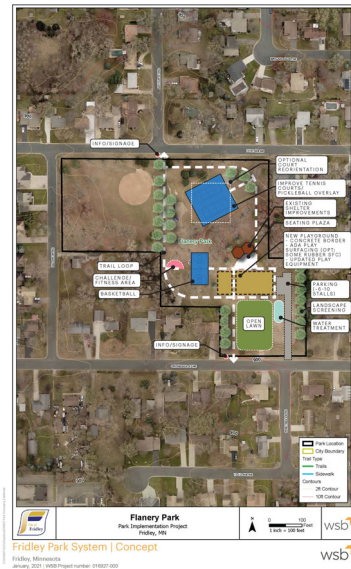 INFO/SIGNAGE
OPTIONAL
COURT
REORIENTATION
IMPROVE TENNIS
COURTS/
PICKLEBALL OVERLAY
EXISTING
SHELTER
IMPROVEMENTS
SEATING PLAZA
Flanery Park
NEW PLAYGROUND
- CONCRETE BORDER
- ADA PLAY
SURFACING (OPT:
SOME RUBBER SFC)
- UPDATED PLAY
EQUIPMENT
TRAIL LOOP
CHALLENGE/
FITNESS AREA
BASKETBALL
PARKING
(~8-10
STALLS)
LANDSCAPE
SCREENING
WATER
TREATMENT
OPEN
LAWN
INFO/SIGNAGE
Park Location
City Boundary
Trail Type
Trails
Sidewalk
Contours
2ft Contour
10ft Contour
Fridley
Flanery Park
Park Implementation Project
Fridley, MN
0 100
Feet
1 inch = 100 feet
wsb
Fridley Park System | Concept
Fridley, Minnesota
January, 2021 | WSB Project number: 016927-000
wsb